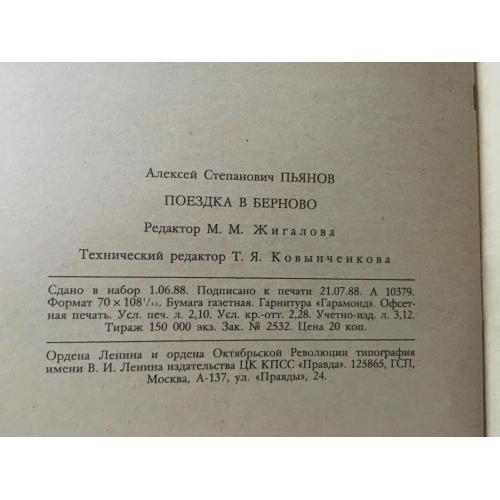 Алексей Степанович ПЬЯНОВ
ПОЕЗДКА В БЕРНОВО
Редактор М. М. Жигалова
Технический редактор Т. Я. Ковынченкова
Сдано в набор 1.06.88. Подписано к печати 21.07.88. А 10379.
Формат 70 × 108¹/₃₂. Бумага газетная. Гарнитура «Гарамонд». Офсет-
ная печать. Усл. печ. л. 2,10. Усл. кр.-отт. 2,28. Учетно-изд. л. 3,12.
Тираж 150 000 экз. Зак. № 2532. Цена 20 коп.
Ордена Ленина и ордена Октябрьской Революции типография
имени В. И. Ленина издательства ЦК КПСС «Правда». 125865, ГСП,
Москва, А-137, ул. «Правды», 24.